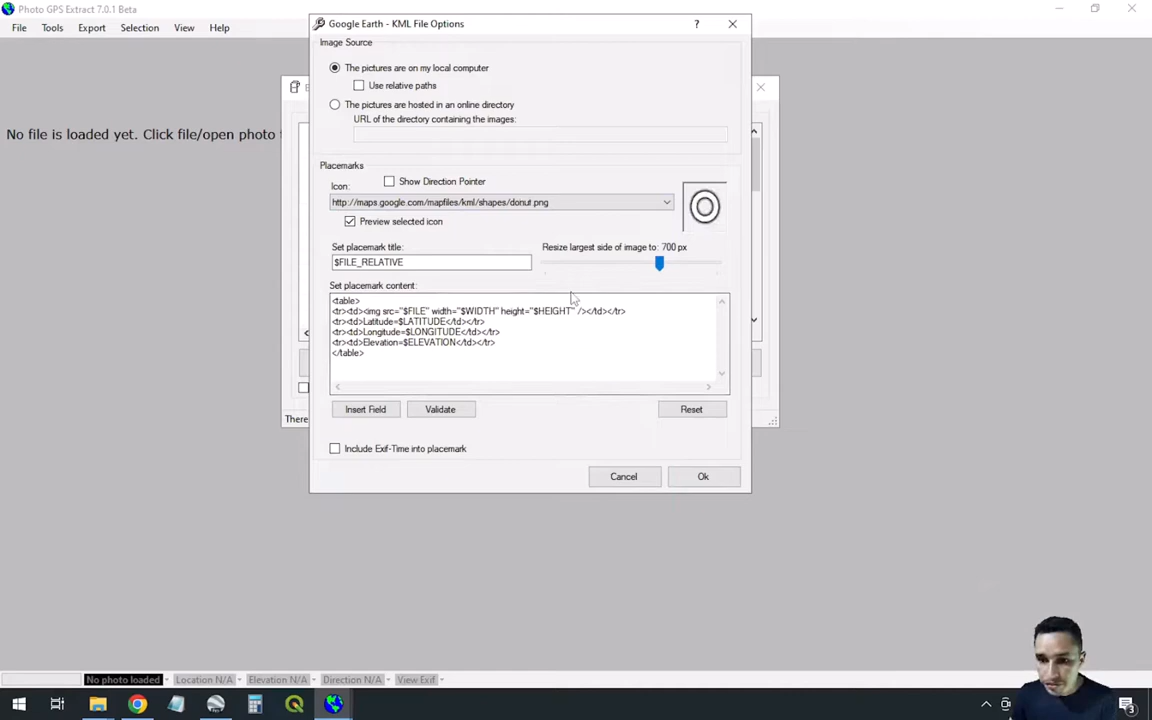 Photo GPS Extract 7.0.1 Beta
File Tools Export Selection View Help
Google Earth - KML File Options
?
Image Source
The pictures are on my local computer
Use relative paths
The pictures are hosted in an online directory
URL of the directory containing the images:
No file is loaded yet. Click file/open photo
Placemarks
Show Direction Pointer
Icon:
http://maps.google.com/mapfiles/kml/shapes/donut.png
Preview selected icon
Set placemark title:
Resize largest side of image to: 700 px
$FILE_RELATIVE
Set placemark content:
<table>
<tr><td><img src="$FILE" width="$WIDTH" height="$HEIGHT" /></td></tr>
<tr><td>Latitude=$LATITUDE</td></tr>
<tr><td>Longitude=$LONGITUDE</td></tr>
<tr><td>Elevation=$ELEVATION</td></tr>
</table>
Insert Field Validate Reset
There
Include Exif-Time into placemark
Cancel Ok
No photo loaded Location N/A Elevation N/A Direction N/A View Exif
3